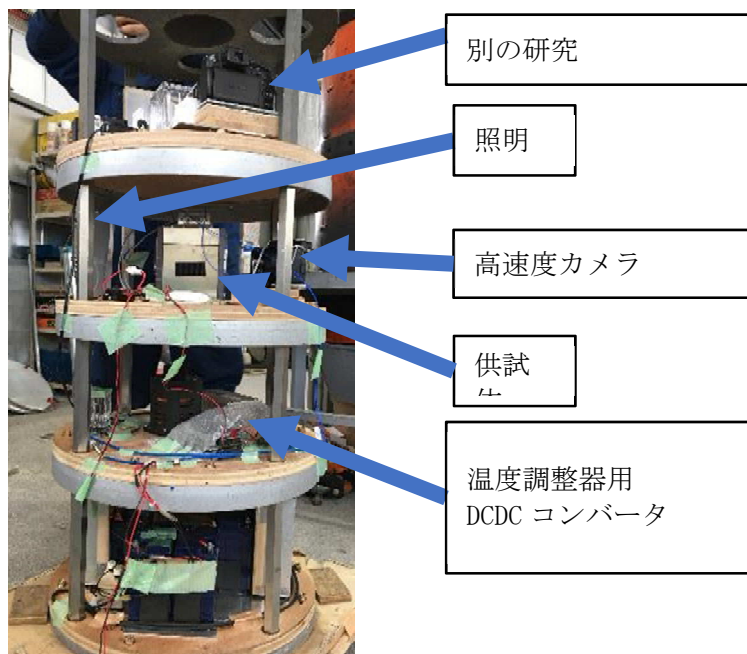 別の研究
照明
高速度カメラ
供試
温度調整器用
DCDC コンバータ